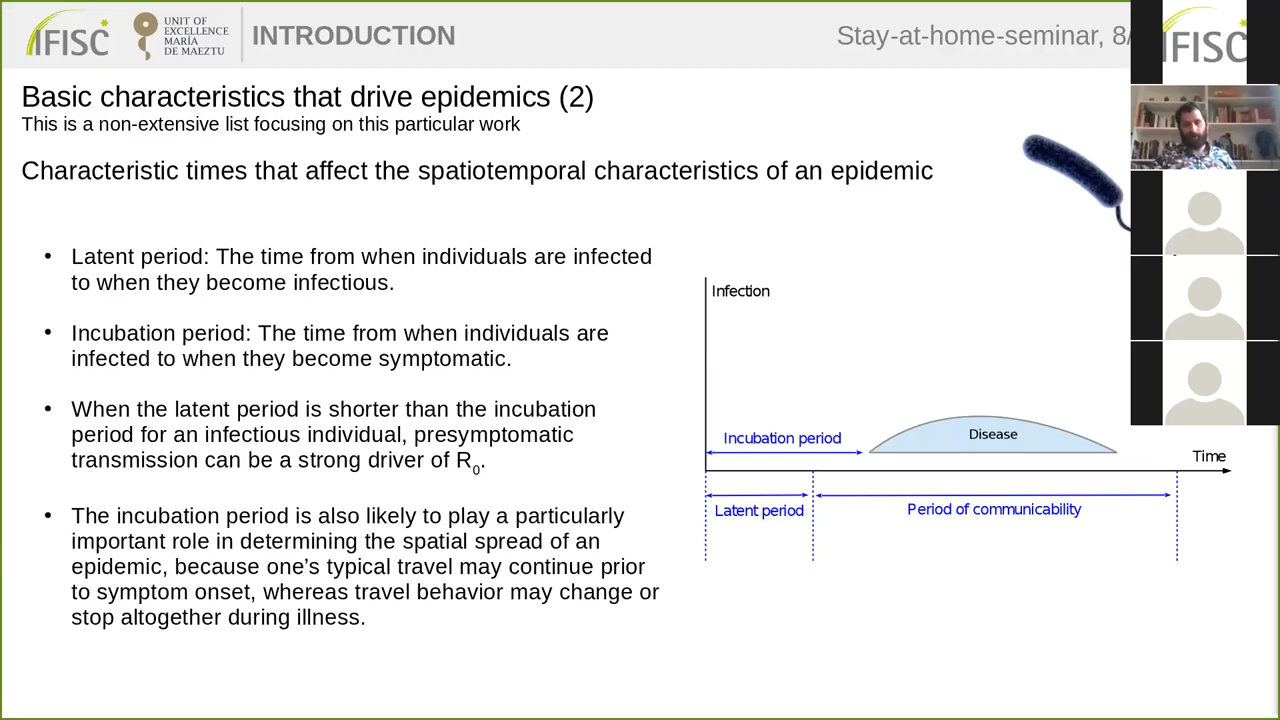 IFISC
UNIT OF
EXCELLENCE
MARÍA
DE MAEZTU
INTRODUCTION
Stay-at-home-seminar, 8/
IFISC
Basic characteristics that drive epidemics (2)
This is a non-extensive list focusing on this particular work
Characteristic times that affect the spatiotemporal characteristics of an epidemic
• Latent period: The time from when individuals are infected
to when they become infectious.
• Incubation period: The time from when individuals are
infected to when they become symptomatic.
• When the latent period is shorter than the incubation
period for an infectious individual, presymptomatic
transmission can be a strong driver of R0.
• The incubation period is also likely to play a particularly
important role in determining the spatial spread of an
epidemic, because one’s typical travel may continue prior
to symptom onset, whereas travel behavior may change or
stop altogether during illness.
Infection
Incubation period
Disease
Time
Latent period
Period of communicability